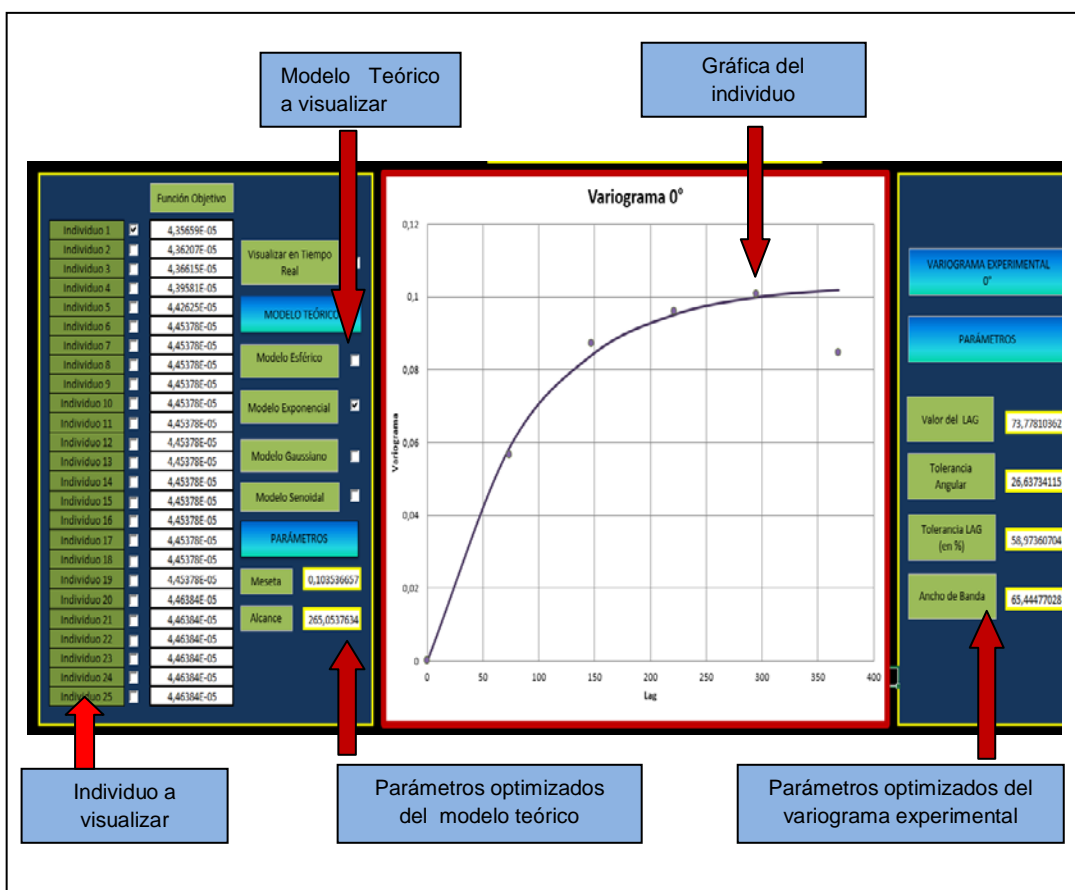 Modelo Teórico
a visualizar
Gráfica del
individuo
Función Objetivo
Individuo 1 4,35659E-05
Individuo 2 4,36207E-05
Individuo 3 4,36615E-05
Individuo 4 4,39581E-05
Individuo 5 4,42625E-05
Individuo 6 4,45378E-05
Individuo 7 4,45378E-05
Individuo 8 4,45378E-05
Individuo 9 4,45378E-05
Individuo 10 4,45378E-05
Individuo 11 4,45378E-05
Individuo 12 4,45378E-05
Individuo 13 4,45378E-05
Individuo 14 4,45378E-05
Individuo 15 4,45378E-05
Individuo 16 4,45378E-05
Individuo 17 4,45378E-05
Individuo 18 4,45378E-05
Individuo 19 4,45378E-05
Individuo 20 4,46384E-05
Individuo 21 4,46384E-05
Individuo 22 4,46384E-05
Individuo 23 4,46384E-05
Individuo 24 4,46384E-05
Individuo 25 4,46384E-05
Visualizar en Tiempo
Real
MODELO TEÓRICO
Modelo Esférico
Modelo Exponencial
Modelo Gaussiano
Modelo Senoidal
PARÁMETROS
Meseta 0,103536657
Alcance 265,0537634
Variograma 0°
Variograma
0,12
0,1
0,08
0,06
0,04
0,02
0
0 50 100 150 200 250 300 350 400
Lag
VARIOGRAMA EXPERIMENTAL
0°
PARÁMETROS
Valor del LAG 73,77810362
Tolerancia
Angular 26,63734115
Tolerancia LAG
(en %) 58,97360704
Ancho de Banda 65,44477028
Individuo a
visualizar
Parámetros optimizados
del modelo teórico
Parámetros optimizados del
variograma experimental